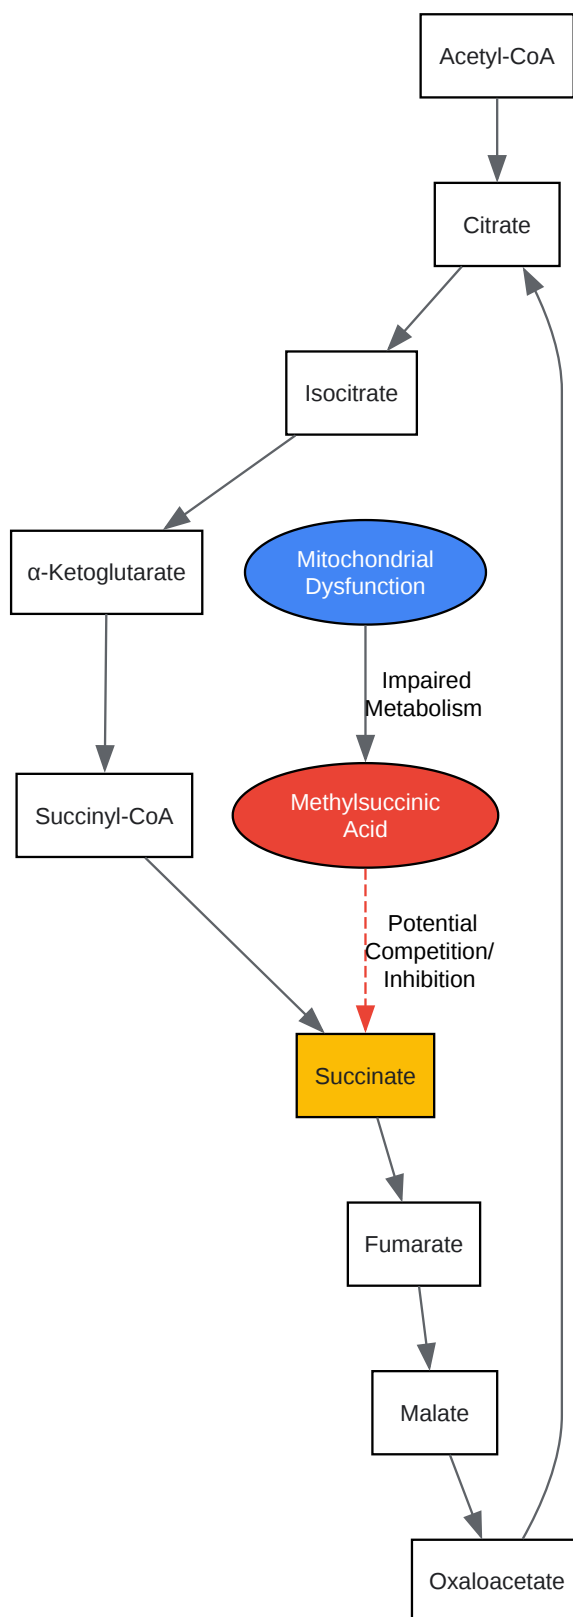 Acetyl-CoA
Citrate
Isocitrate
α-Ketoglutarate
Mitochondrial
Dysfunction
Impaired
Metabolism
Succinyl-CoA
Methylsuccinic
Acid
Potential
Competition/
Inhibition
Succinate
Fumarate
Malate
Oxaloacetate